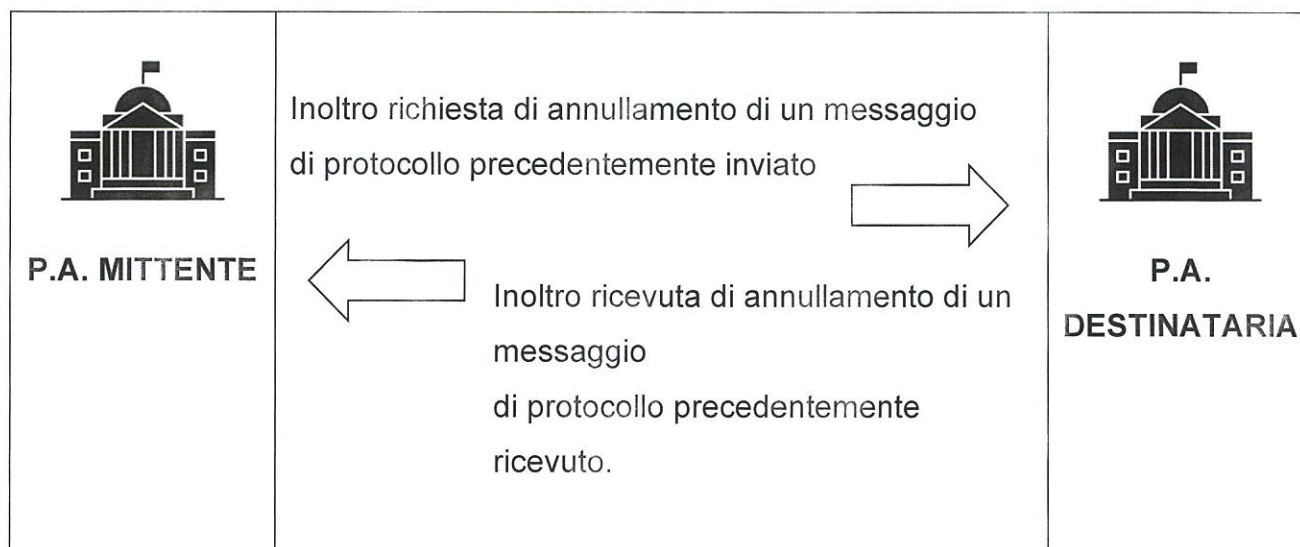 P.A. MITTENTE
Inoltro richiesta di annullamento di un messaggio
di protocollo precedentemente inviato
Inoltro ricevuta di annullamento di un
messaggio
di protocollo precedentemente
ricevuto.
P.A.
DESTINATARIA